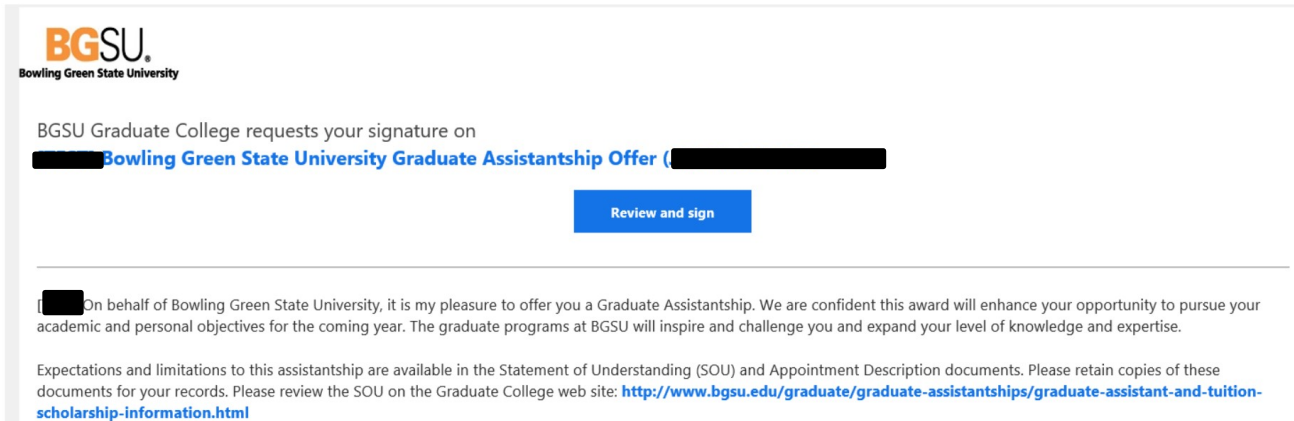 BGSU®
Bowling Green State University
BGSU Graduate College requests your signature on
Bowling Green State University Graduate Assistantship Offer (
Review and sign
[ On behalf of Bowling Green State University, it is my pleasure to offer you a Graduate Assistantship. We are confident this award will enhance your opportunity to pursue your
academic and personal objectives for the coming year. The graduate programs at BGSU will inspire and challenge you and expand your level of knowledge and expertise.
Expectations and limitations to this assistantship are available in the Statement of Understanding (SOU) and Appointment Description documents. Please retain copies of these
documents for your records. Please review the SOU on the Graduate College web site: http://www.bgsu.edu/graduate/graduate-assistantships/graduate-assistant-and-tuition-
scholarship-information.html